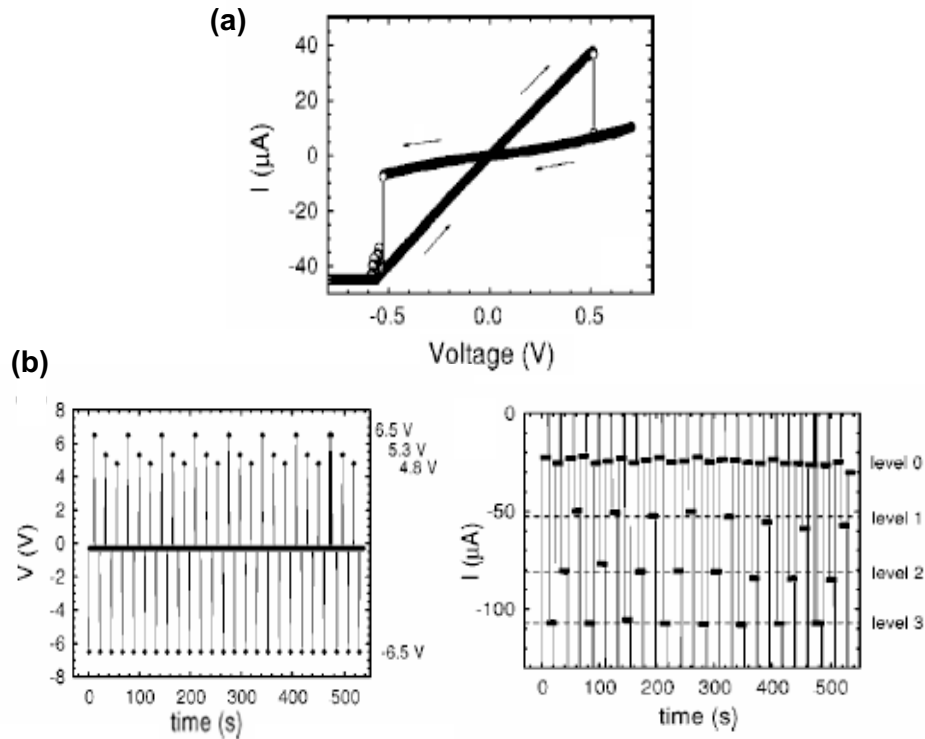 (a)
40
20
0
-20
-40
I (μA)
-0.5 0.0 0.5
Voltage (V)
(b)
8
6
4
2
0
-2
-4
-6
-8
V (V)
6.5 V
5.3 V
4.8 V
-6.5 V
0 100 200 300 400 500
time (s)
0
-50
-100
I (μA)
level 0
level 1
level 2
level 3
0 100 200 300 400 500
time (s)